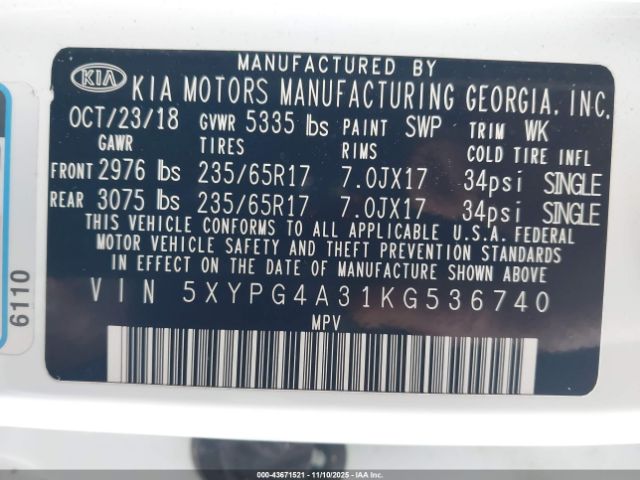 MANUFACTURED BY
KIA KIA MOTORS MANUFACTURING GEORGIA, INC.
OCT/23/18 GVWR 5335 lbs PAINT SWP TRIM WK
GAWR TIRES RIMS COLD TIRE INFL
FRONT 2976 lbs 235/65R17 7.0JX17 34psi SINGLE
REAR 3075 lbs 235/65R17 7.0JX17 34psi SINGLE
THIS VEHICLE CONFORMS TO ALL APPLICABLE U.S.A. FEDERAL
MOTOR VEHICLE SAFETY AND THEFT PREVENTION STANDARDS
IN EFFECT ON THE DATE OF MANUFACTURE SHOWN ABOVE.
VIN 5XYPG4A31KG536740
MPV
6110
000-43671521 - 11/10/2025 - IAAI.COM